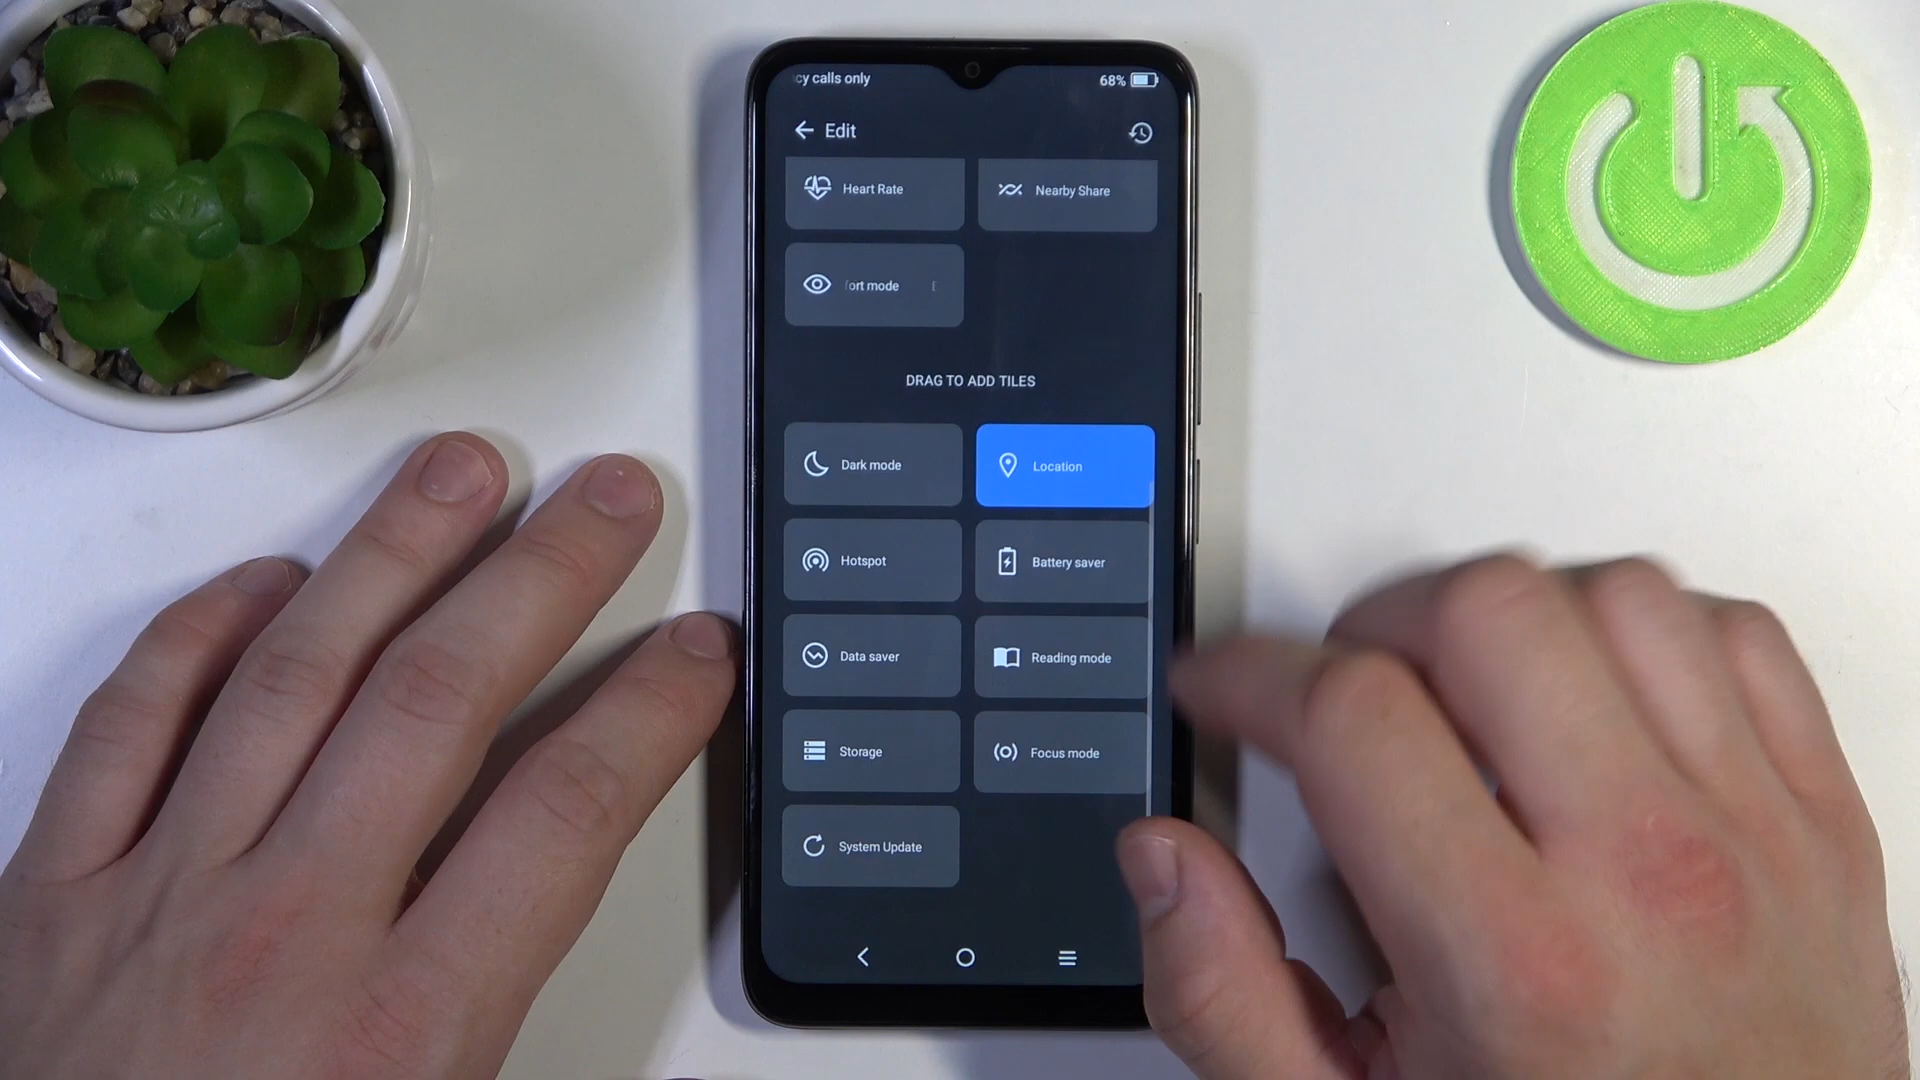 cy calls only 68%
Edit
Heart Rate Nearby Share
ort mode
DRAG TO ADD TILES
Dark mode Location
Hotspot Battery saver
Data saver Reading mode
Storage Focus mode
System Update